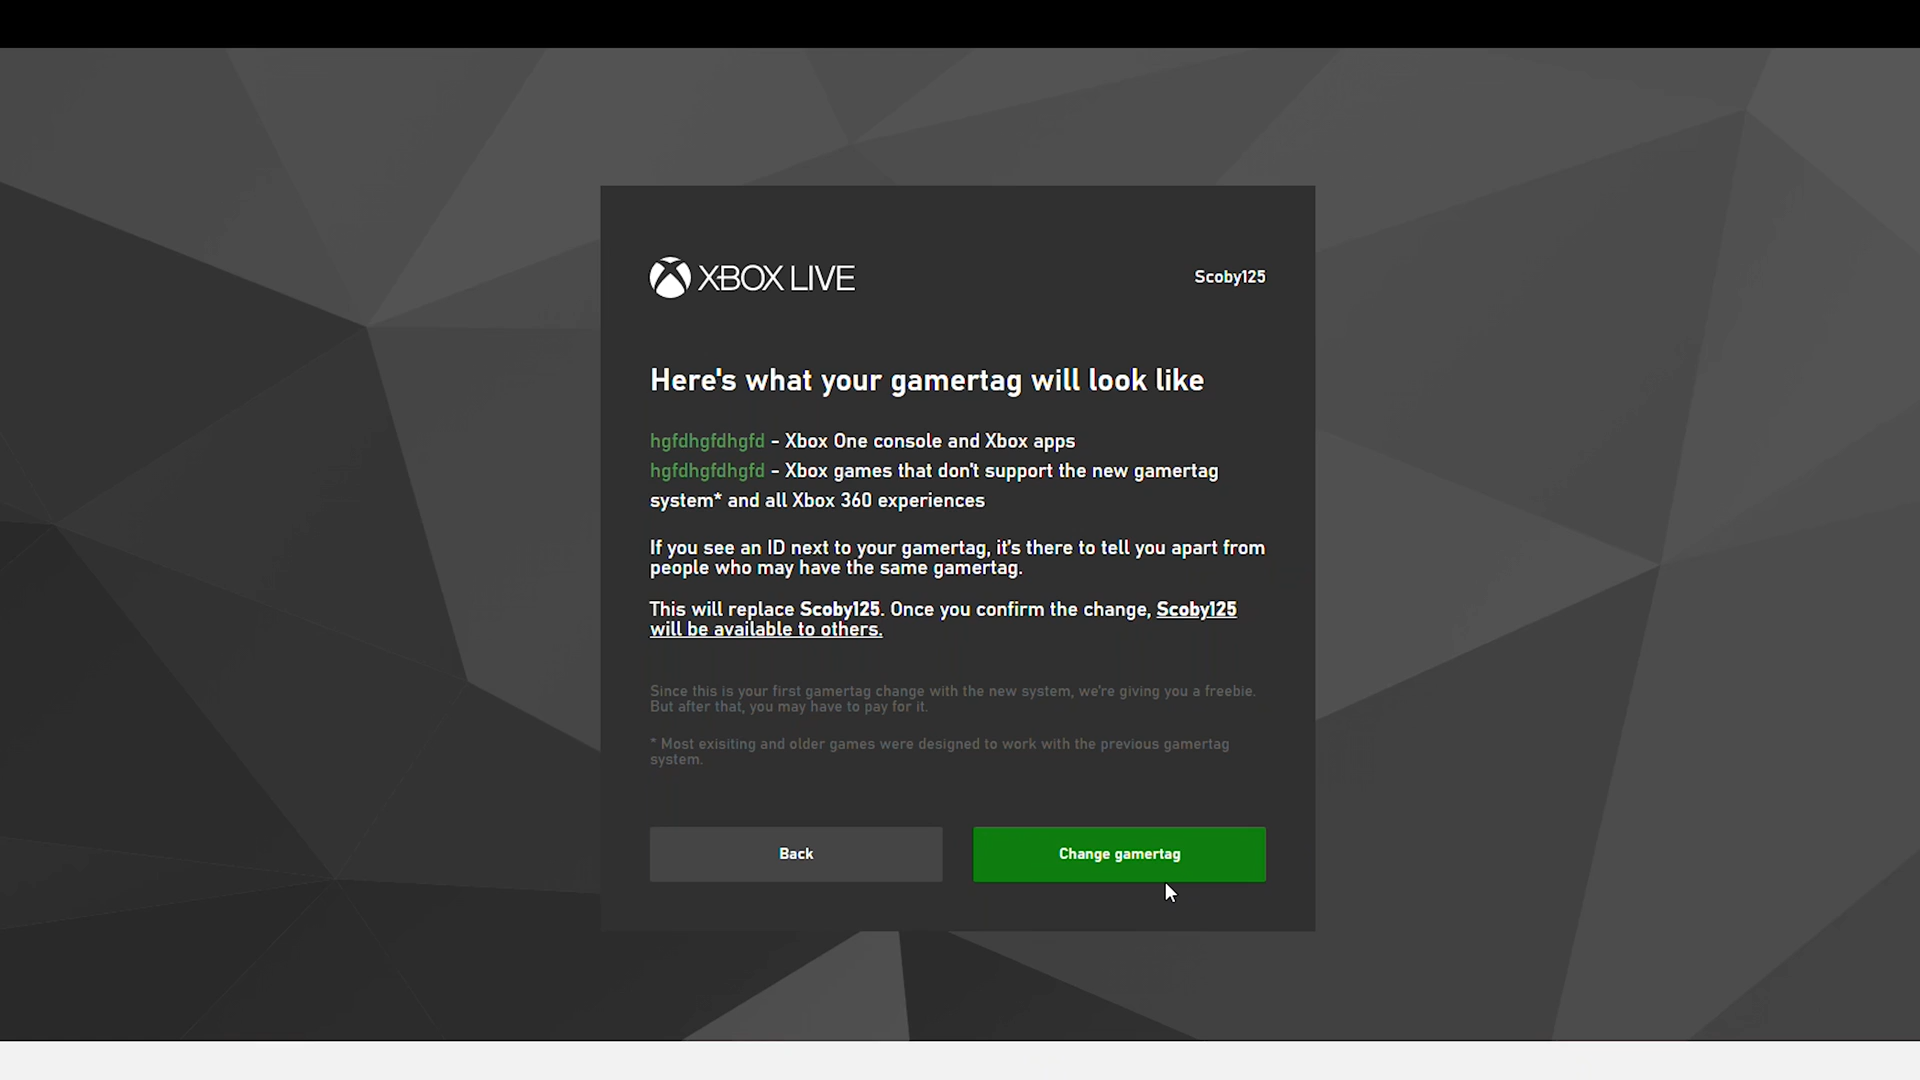 XBOX LIVE
Scoby125
Here's what your gamertag will look like
hgfdhgfdhgfd - Xbox One console and Xbox apps
hgfdhgfdhgfd - Xbox games that don't support the new gamertag
system* and all Xbox 360 experiences
If you see an ID next to your gamertag, it's there to tell you apart from
people who may have the same gamertag.
This will replace Scoby125. Once you confirm the change, Scoby125
will be available to others.
Since this is your first gamertag change with the new system, we're giving you a freebie.
But after that, you may have to pay for it.
* Most exisiting and older games were designed to work with the previous gamertag
system.
Back
Change gamertag